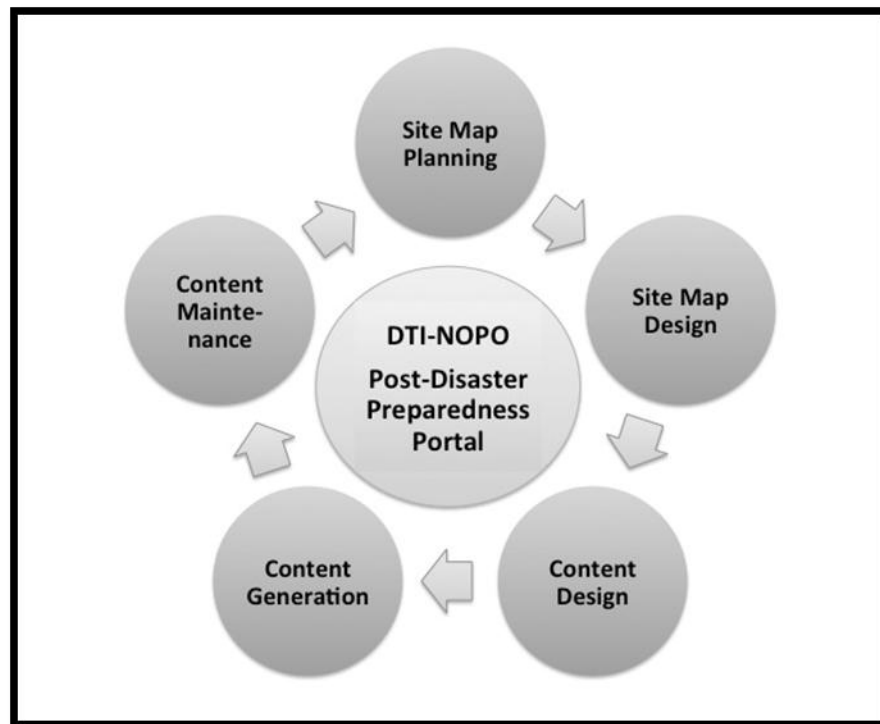 Site Map
Planning
Site Map
Design
Content
Design
Content
Generation
Content
Mainte-
nance
DTI-NOPO
Post-Disaster
Preparedness
Portal